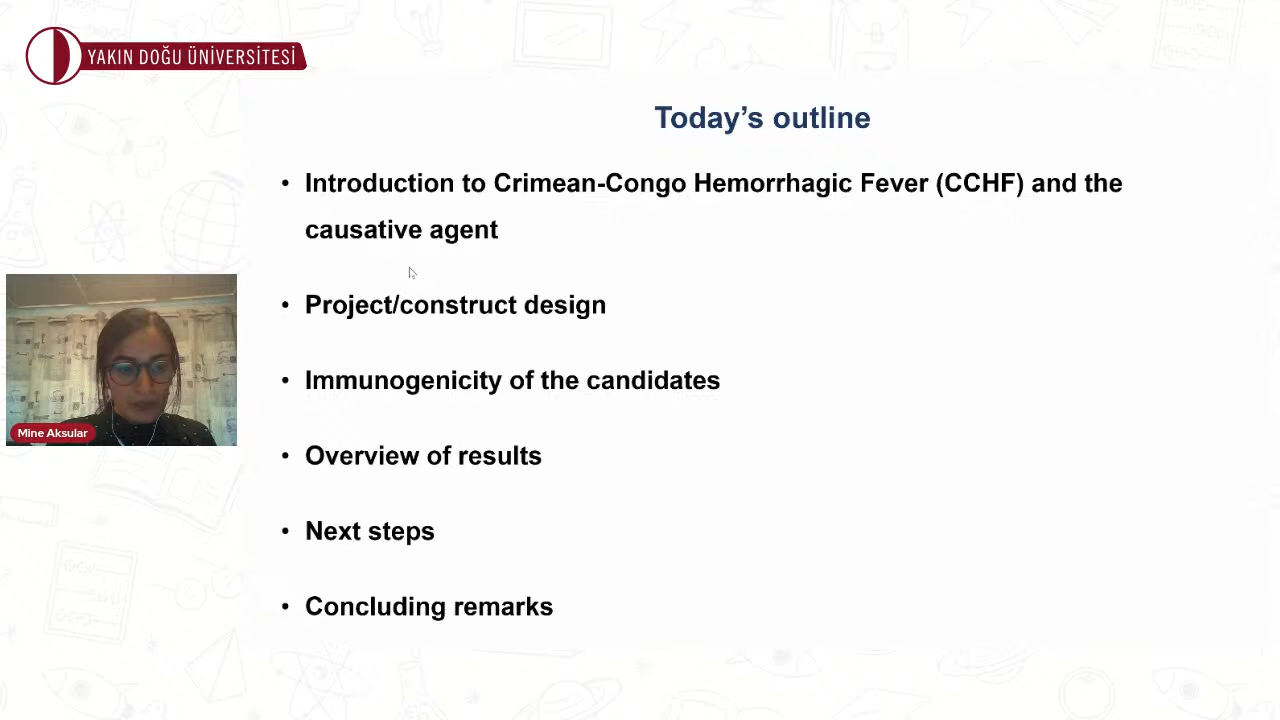 YAKIN DOĞU ÜNİVERSİTESİ
Today’s outline
• Introduction to Crimean-Congo Hemorrhagic Fever (CCHF) and the
causative agent
• Project/construct design
• Immunogenicity of the candidates
• Overview of results
• Next steps
• Concluding remarks
Mine Aksular